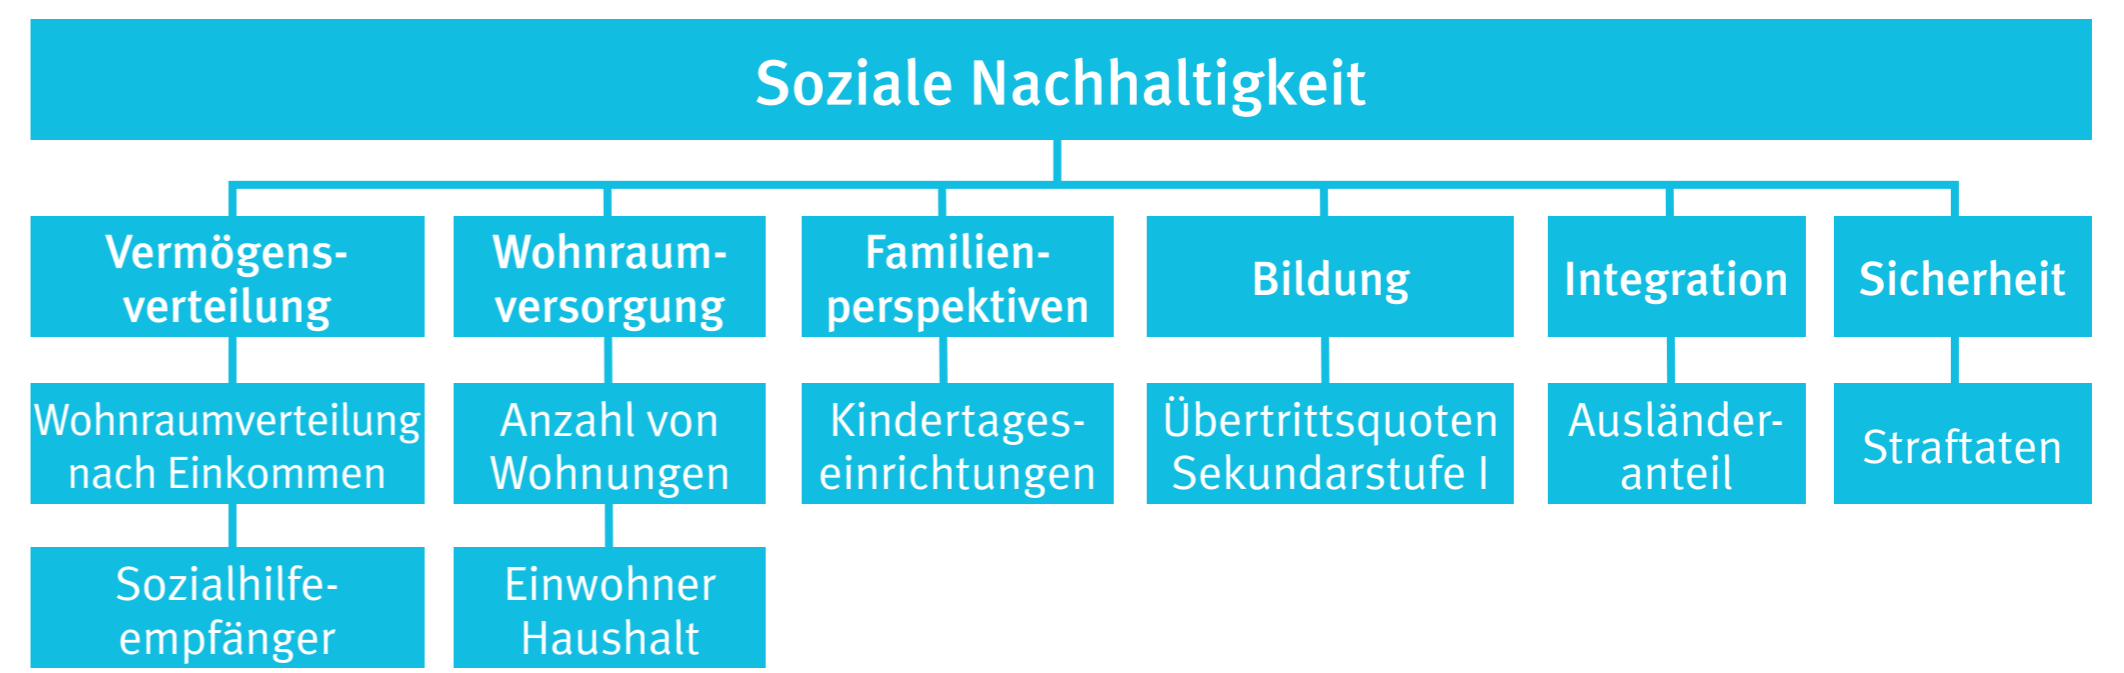 Soziale Nachhaltigkeit
Vermögens-
verteilung
Wohnraum-
versorgung
Familien-
perspektiven
Bildung
Integration
Sicherheit
Wohnraumverteilung
nach Einkommen
Anzahl von
Wohnungen
Kindertages-
einrichtungen
Übertrittsquoten
Sekundarstufe I
Ausländer-
anteil
Straftaten
Sozialhilfe-
empfänger
Einwohner
Haushalt